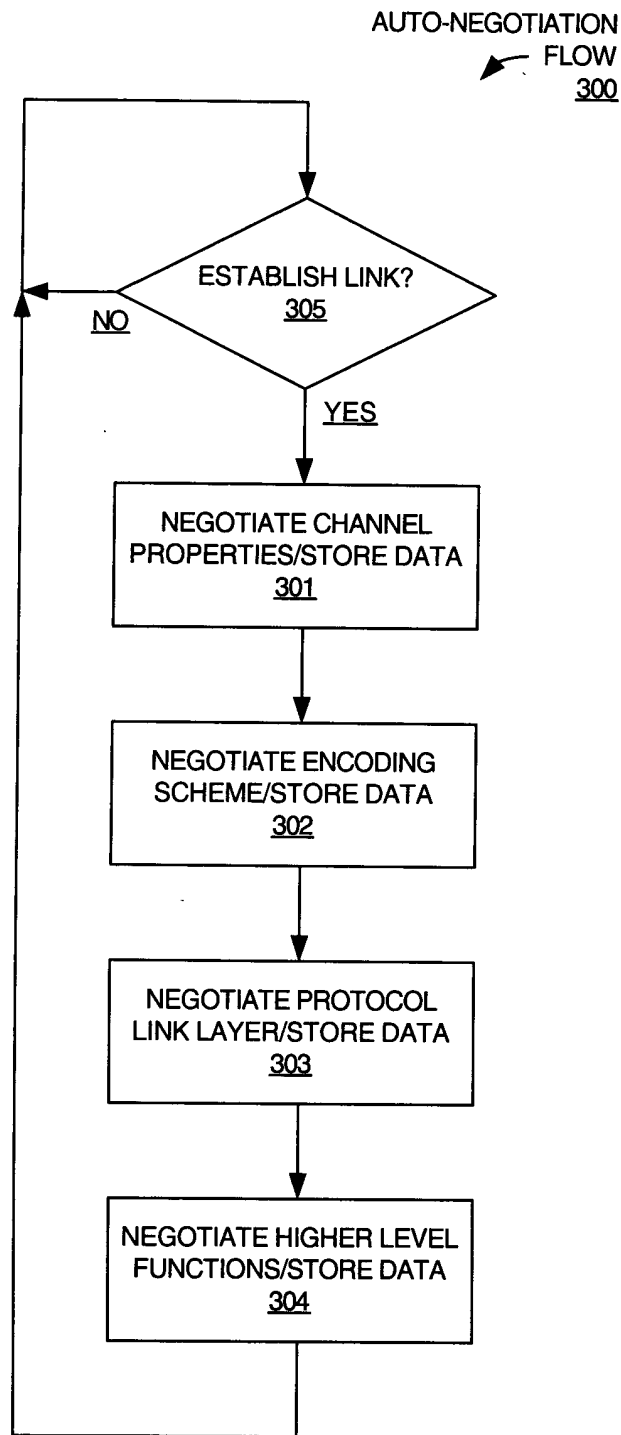 AUTO-NEGOTIATION
FLOW
300
ESTABLISH LINK?
305
NO
YES
NEGOTIATE CHANNEL
PROPERTIES/STORE DATA
301
NEGOTIATE ENCODING
SCHEME/STORE DATA
302
NEGOTIATE PROTOCOL
LINK LAYER/STORE DATA
303
NEGOTIATE HIGHER LEVEL
FUNCTIONS/STORE DATA
304